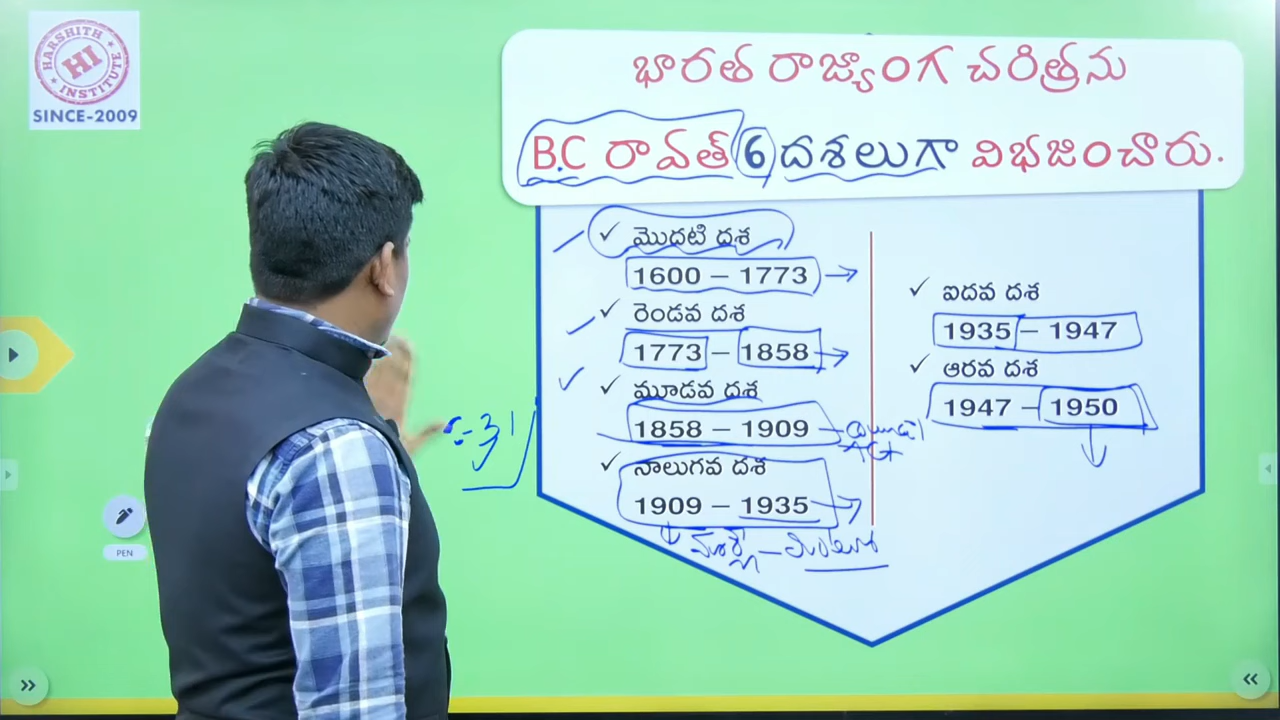 HARSHITH
HI
INSTITUTE
SINCE-2009
భారత రాజ్యాంగ చరిత్రను
B.C రావత్ 6 దశలుగా విభజించారు.
✓ మొదటి దశ
1600 – 1773
✓ రెండవ దశ
1773 – 1858
✓ మూడవ దశ
1858 – 1909
✓ నాలుగవ దశ
1909 – 1935
✓ ఐదవ దశ
1935 – 1947
✓ ఆరవ దశ
1947 – 1950
PEN